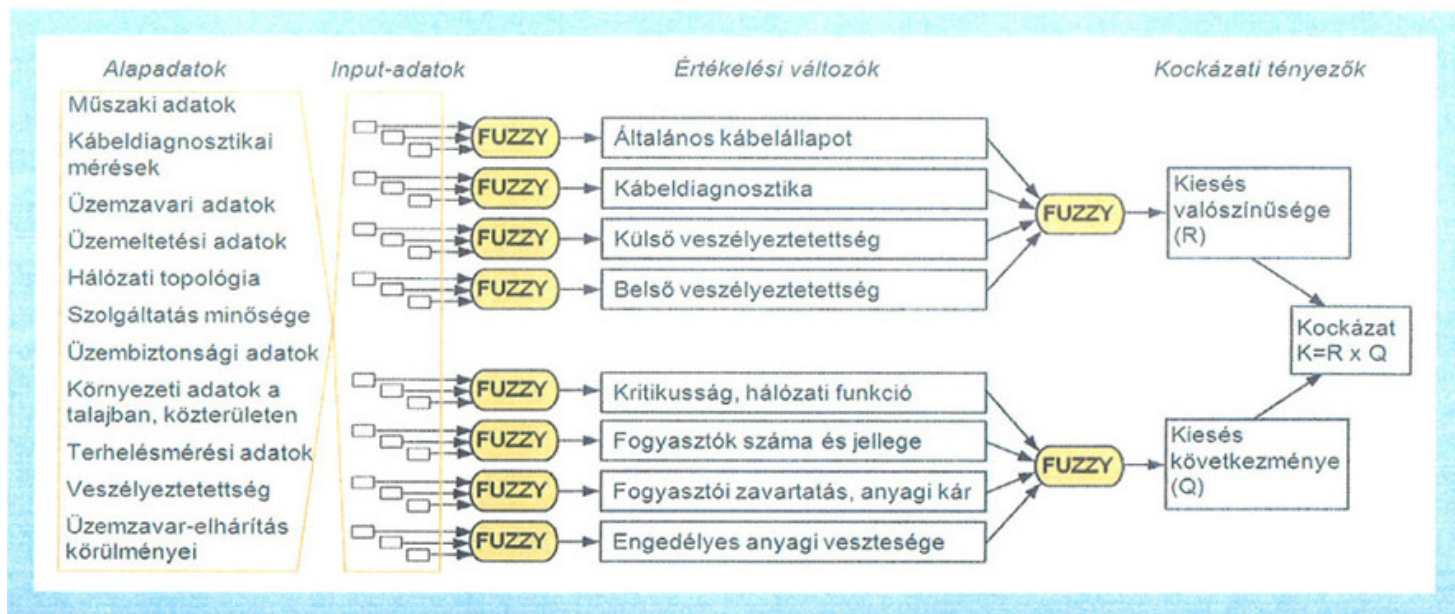 Alapadatok
Input-adatok
Értékelési változók
Kockázati tényezők
Műszaki adatok
Kábeldiagnosztikai
mérések
Üzemzavari adatok
Üzemeltetési adatok
Hálózati topológia
Szolgáltatás minősége
Üzembiztonsági adatok
Környezeti adatok a
talajban, közterületen
Terhelésmérési adatok
Veszélyeztetettség
Üzemzavar-elhárítás
körülményei
FUZZY
Általános kábelállapot
FUZZY
Kábeldiagnosztika
FUZZY
Külső veszélyeztetettség
FUZZY
Belső veszélyeztetettség
FUZZY
Kiesés
valószínűsége
(R)
FUZZY
Kritikusság, hálózati funkció
FUZZY
Fogyasztók száma és jellege
FUZZY
Fogyasztói zavartatás, anyagi kár
FUZZY
Engedélyes anyagi vesztesége
FUZZY
Kiesés
következménye
(Q)
Kockázat
K=R x Q